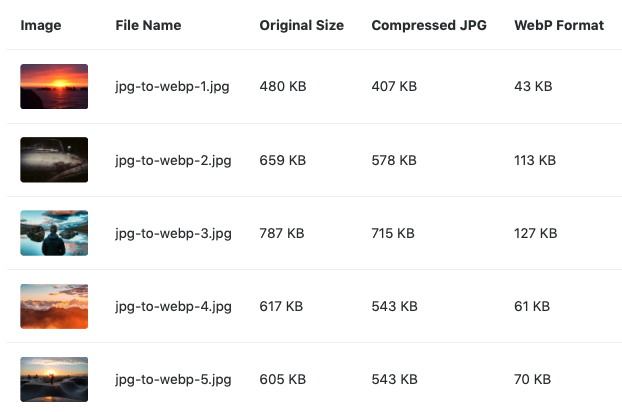 Image File Name Original Size Compressed JPG WebP Format
jpg-to-webp-1.jpg 480 KB 407 KB 43 KB
jpg-to-webp-2.jpg 659 KB 578 KB 113 KB
jpg-to-webp-3.jpg 787 KB 715 KB 127 KB
jpg-to-webp-4.jpg 617 KB 543 KB 61 KB
jpg-to-webp-5.jpg 605 KB 543 KB 70 KB